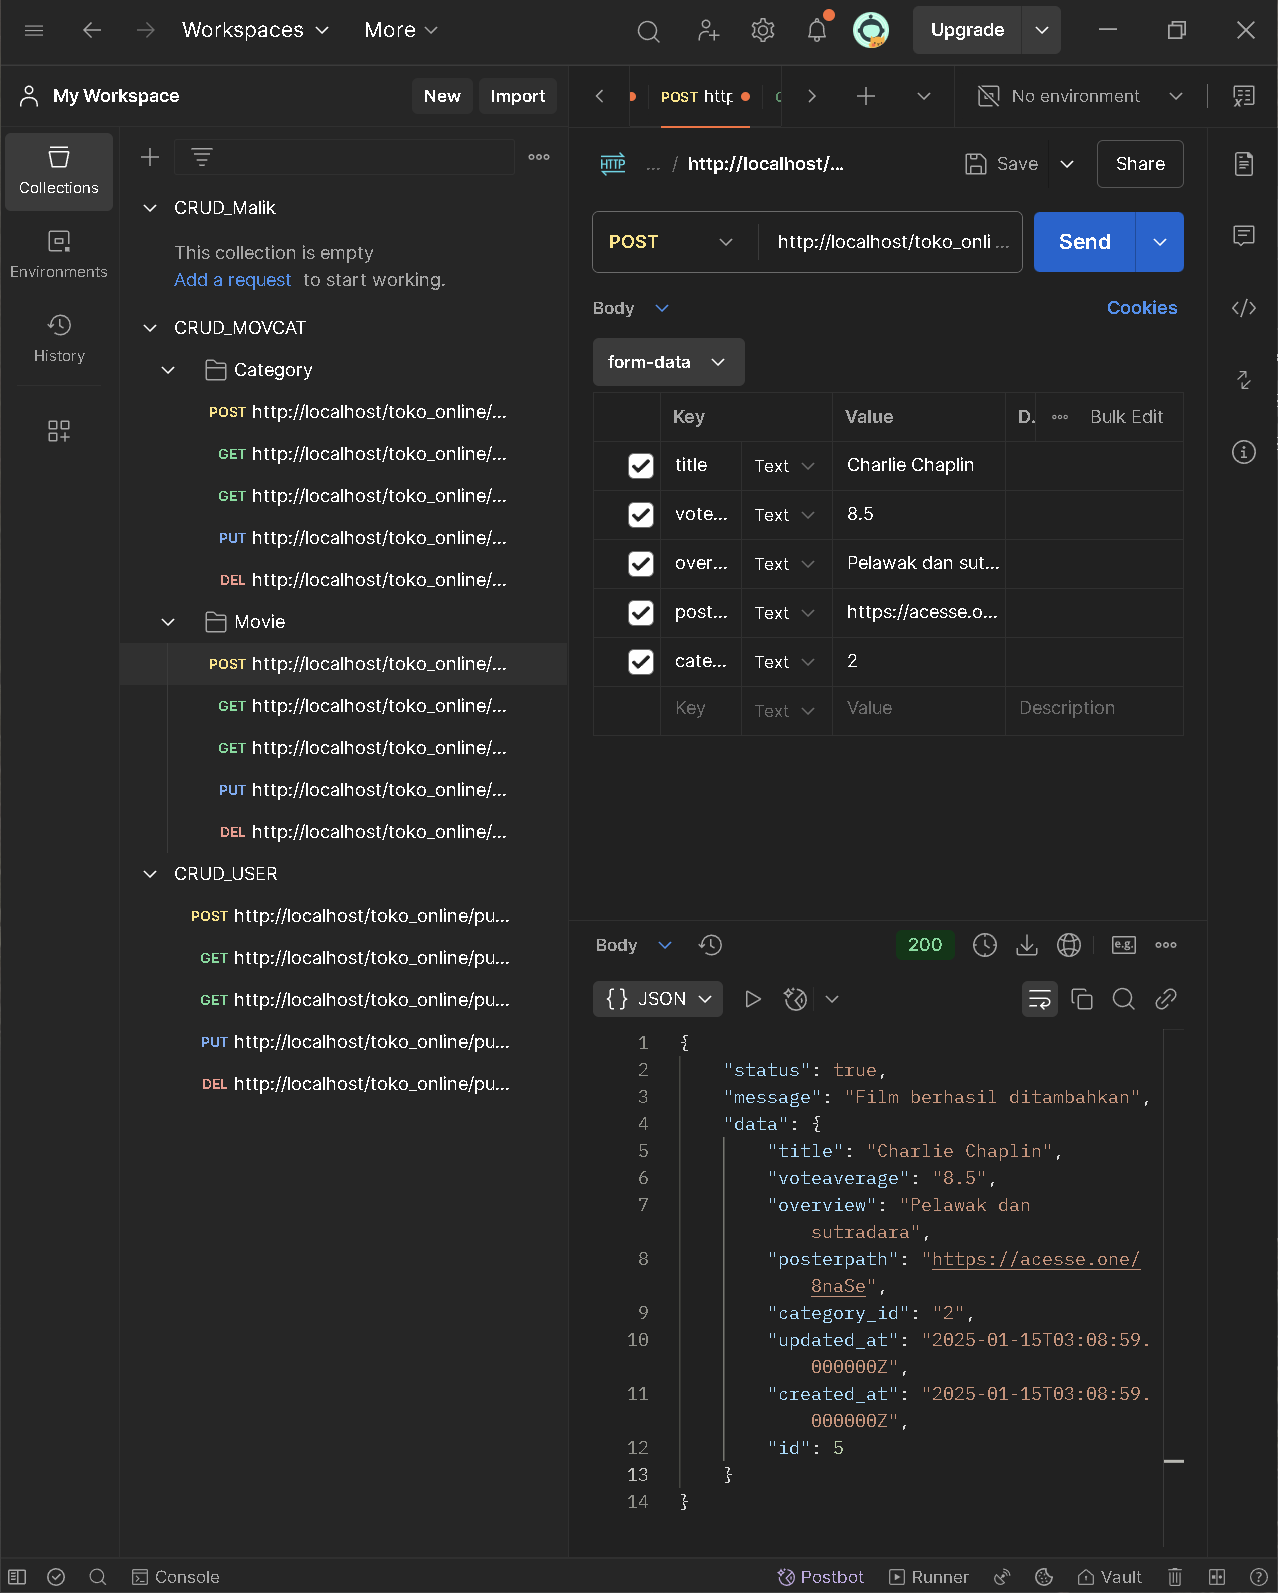 Workspaces
More
Upgrade
My Workspace
New
Import
POST http
No environment
Collections
Environments
History
CRUD_Malik
This collection is empty
Add a request to start working.
CRUD_MOVCAT
Category
POST http://localhost/toko_online/...
GET http://localhost/toko_online/...
GET http://localhost/toko_online/...
PUT http://localhost/toko_online/...
DEL http://localhost/toko_online/...
Movie
POST http://localhost/toko_online/...
GET http://localhost/toko_online/...
GET http://localhost/toko_online/...
PUT http://localhost/toko_online/...
DEL http://localhost/toko_online/...
CRUD_USER
POST http://localhost/toko_online/pu...
GET http://localhost/toko_online/pu...
GET http://localhost/toko_online/pu...
PUT http://localhost/toko_online/pu...
DEL http://localhost/toko_online/pu...
HTTP ... / http://localhost/...
Save
Share
POST
http://localhost/toko_onli ...
Send
Body
Cookies
form-data
Key Value D. Bulk Edit
title Text Charlie Chaplin
vote... Text 8.5
over... Text Pelawak dan sut...
post... Text https://acesse.o...
cate... Text 2
Key Text Value Description
Body
200
e.g.
{} JSON
1 {
2 "status": true,
3 "message": "Film berhasil ditambahkan",
4 "data": {
5 "title": "Charlie Chaplin",
6 "voteaverage": "8.5",
7 "overview": "Pelawak dan
sutradara",
8 "posterpath": "https://acesse.one/
8naSe",
9 "category_id": "2",
10 "updated_at": "2025-01-15T03:08:59.
000000Z",
11 "created_at": "2025-01-15T03:08:59.
000000Z",
12 "id": 5
13 }
14 }
Console
Postbot
Runner
Vault